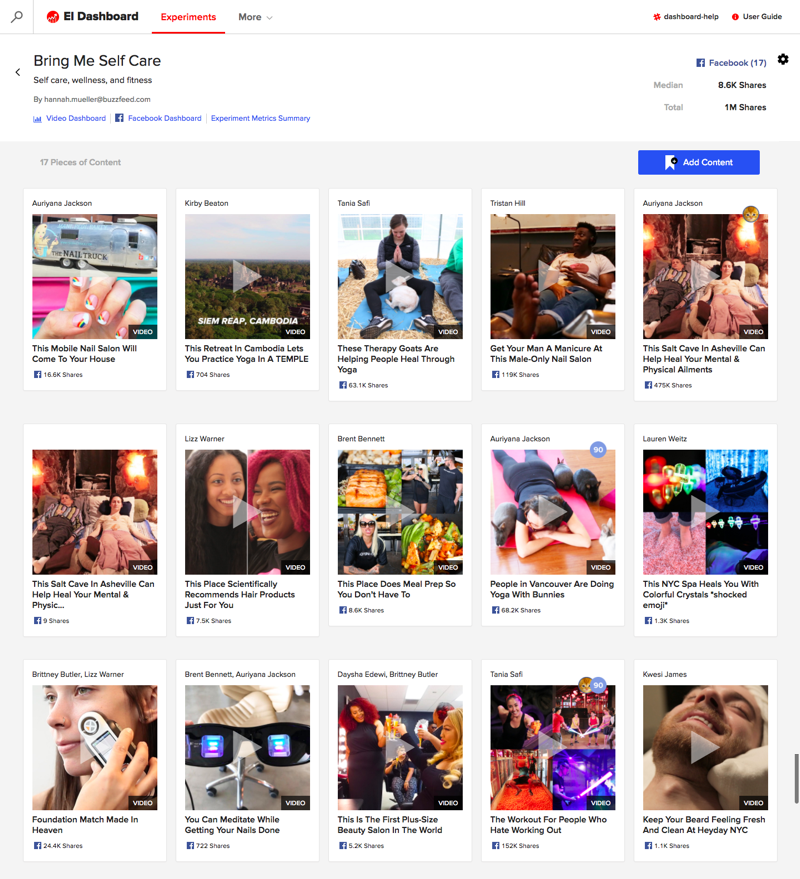 EI Dashboard
Experiments
More
dashboard-help
User Guide
Bring Me Self Care
Self care, wellness, and fitness
By hannah.mueller@buzzfeed.com
Video Dashboard
Facebook Dashboard
Experiment Metrics Summary
Facebook (17)
Median 8.6K Shares
Total 1M Shares
17 Pieces of Content
Add Content
Auriyana Jackson
THE NAIL TRUCK
VIDEO
This Mobile Nail Salon Will
Come To Your House
16.6K Shares
Kirby Beaton
SIEM REAP, CAMBODIA
VIDEO
This Retreat In Cambodia Lets
You Practice Yoga In A TEMPLE
704 Shares
Tania Safi
VIDEO
These Therapy Goats Are
Helping People Heal Through
Yoga
63.1K Shares
Tristan Hill
VIDEO
Get Your Man A Manicure At
This Male-Only Nail Salon
119K Shares
Auriyana Jackson
VIDEO
This Salt Cave In Asheville Can
Help Heal Your Mental &
Physical Ailments
475K Shares
VIDEO
This Salt Cave In Asheville Can
Help Heal Your Mental &
Physic...
9 Shares
Lizz Warner
VIDEO
This Place Scientifically
Recommends Hair Products
Just For You
7.5K Shares
Brent Bennett
VIDEO
This Place Does Meal Prep So
You Don't Have To
8.6K Shares
Auriyana Jackson
90
VIDEO
People in Vancouver Are Doing
Yoga With Bunnies
68.2K Shares
Lauren Weitz
VIDEO
This NYC Spa Heals You With
Colorful Crystals *shocked
emoji*
1.3K Shares
Brittney Butler, Lizz Warner
VIDEO
Foundation Match Made In
Heaven
24.4K Shares
Brent Bennett, Auriyana Jackson
VIDEO
You Can Meditate While
Getting Your Nails Done
722 Shares
Daysha Edewi, Brittney Butler
VIDEO
This Is The First Plus-Size
Beauty Salon In The World
5.2K Shares
Tania Safi
90
VIDEO
The Workout For People Who
Hate Working Out
152K Shares
Kwesi James
VIDEO
Keep Your Beard Feeling Fresh
And Clean At Heyday NYC
1.1K Shares